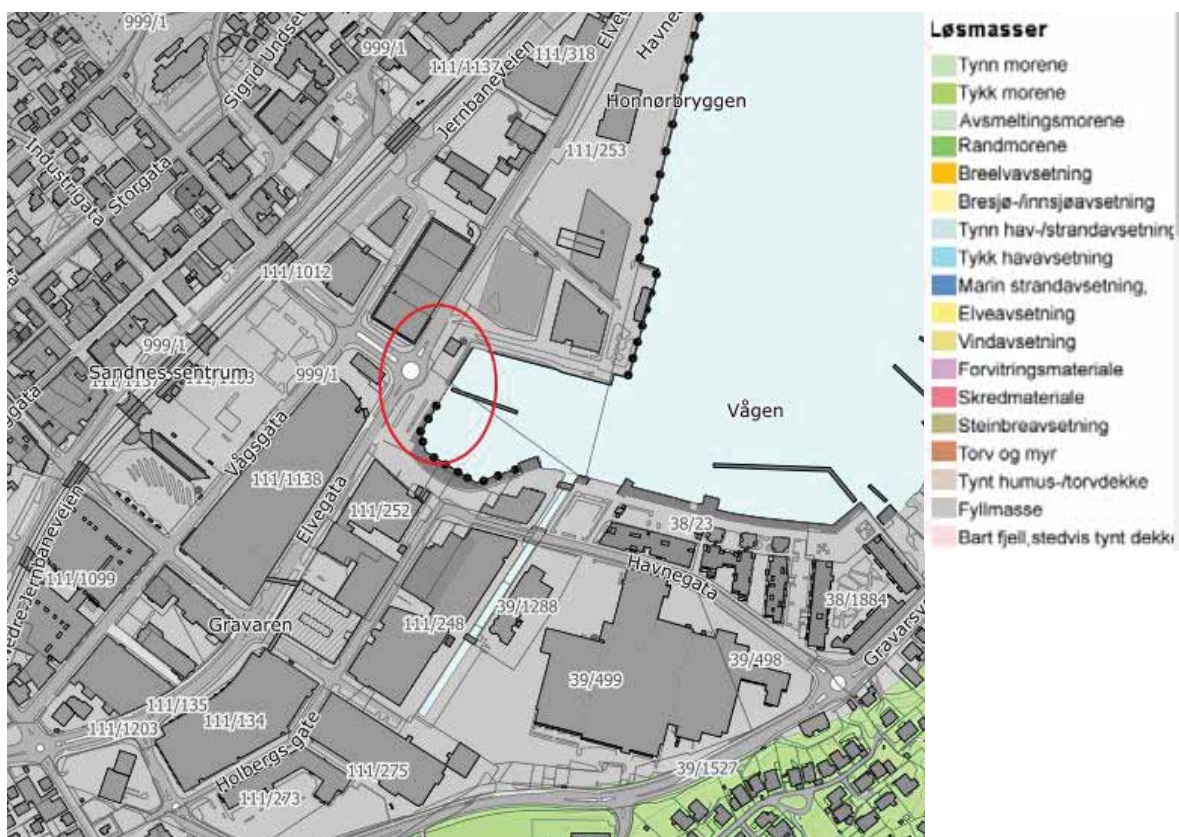 999/1
Sigrid Undset
999/1
111/1137
Jernbaneveien
111/318
Elveg
Havne
Honnørbryggen
111/253
Industrigata
Storgata
111/1012
999/1
Sandnes sentrum
999/1
Vågsgata
Vågen
111/1138
Elvegata
111/252
38/23
Havnegata
38/1884
Gravarsv
111/1099
edre Jernbaneveien
Gravaren
39/1288
111/248
39/499
39/498
111/135
111/1203
111/134
Holbergs gate
111/275
111/273
39/1527
Løsmasser
Tynn morene
Tykk morene
Avsmeltingsmorene
Randmorene
Breelvavsetning
Bresjø-/innsjøavsetning
Tynn hav-/strandavsetning
Tykk havavsetning
Marin strandavsetning,
Elveavsetning
Vindavsetning
Forvitringsmateriale
Skredmateriale
Steinbreavsetning
Torv og myr
Tynt humus-/torvdekke
Fyllmasse
Bart fjell,stedvis tynt dekke